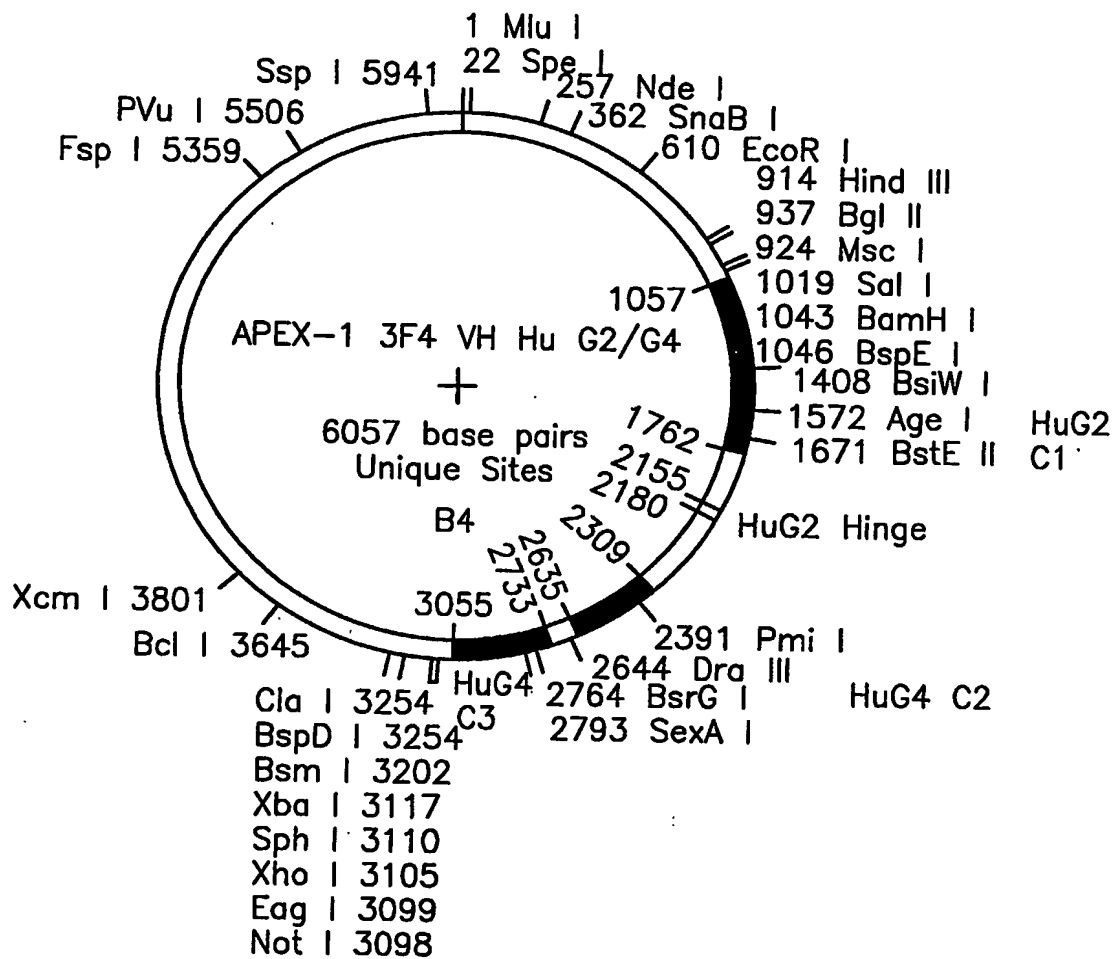 1 Mlu I
22 Spe I
257 Nde I
362 SnaB I
610 EcoR I
914 Hind III
937 Bgl II
924 Msc I
1019 Sal I
1043 BamH I
1046 BspE I
1408 BsiW I
1572 Age I
1671 BstE II
HuG2
C1
Ssp I 5941
PVu I 5506
Fsp I 5359
1057
APEX-1 3F4 VH Hu G2/G4
6057 base pairs
Unique Sites
B4
1762
2155
2180
2309
2635
2733
3055
HuG2 Hinge
2391 Pmi I
2644 Dra III
2764 BsrG I
2793 SexA I
HuG4 C2
HuG4
C3
Xcm I 3801
Bcl I 3645
Cla I 3254
BspD I 3254
Bsm I 3202
Xba I 3117
Sph I 3110
Xho I 3105
Eag I 3099
Not I 3098